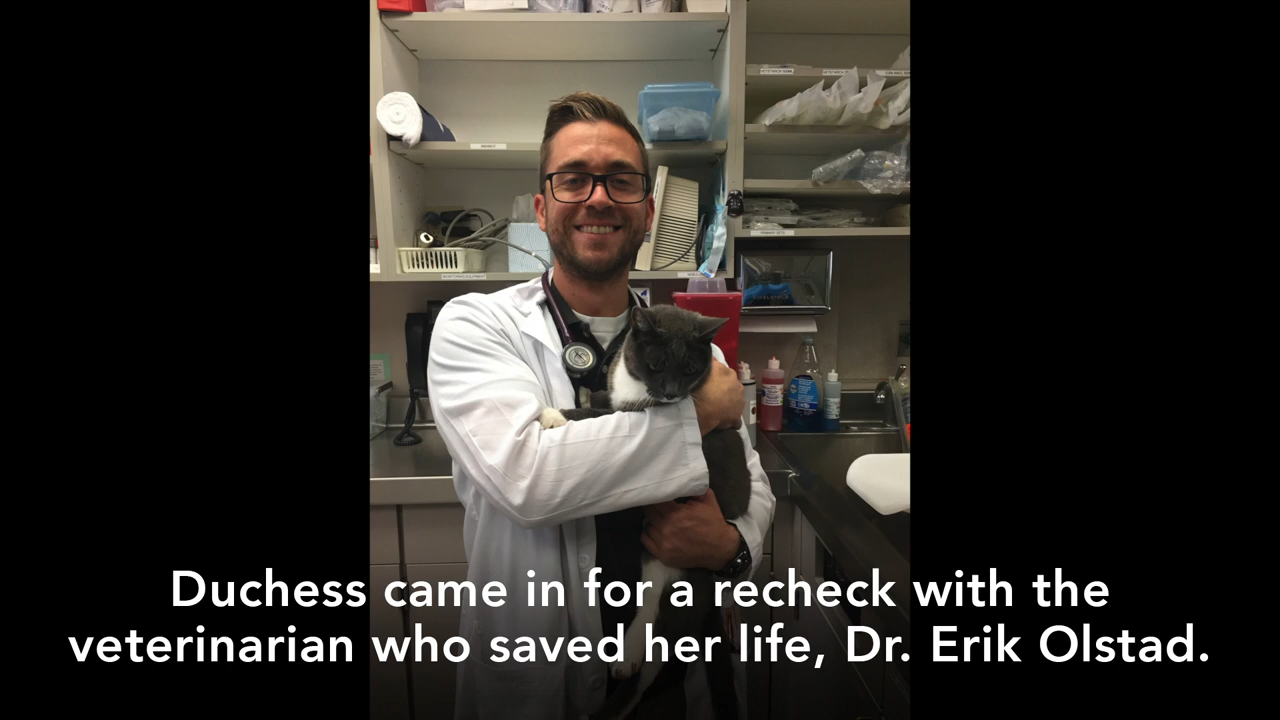 Duchess came in for a recheck with the
veterinarian who saved her life, Dr. Erik Olstad.